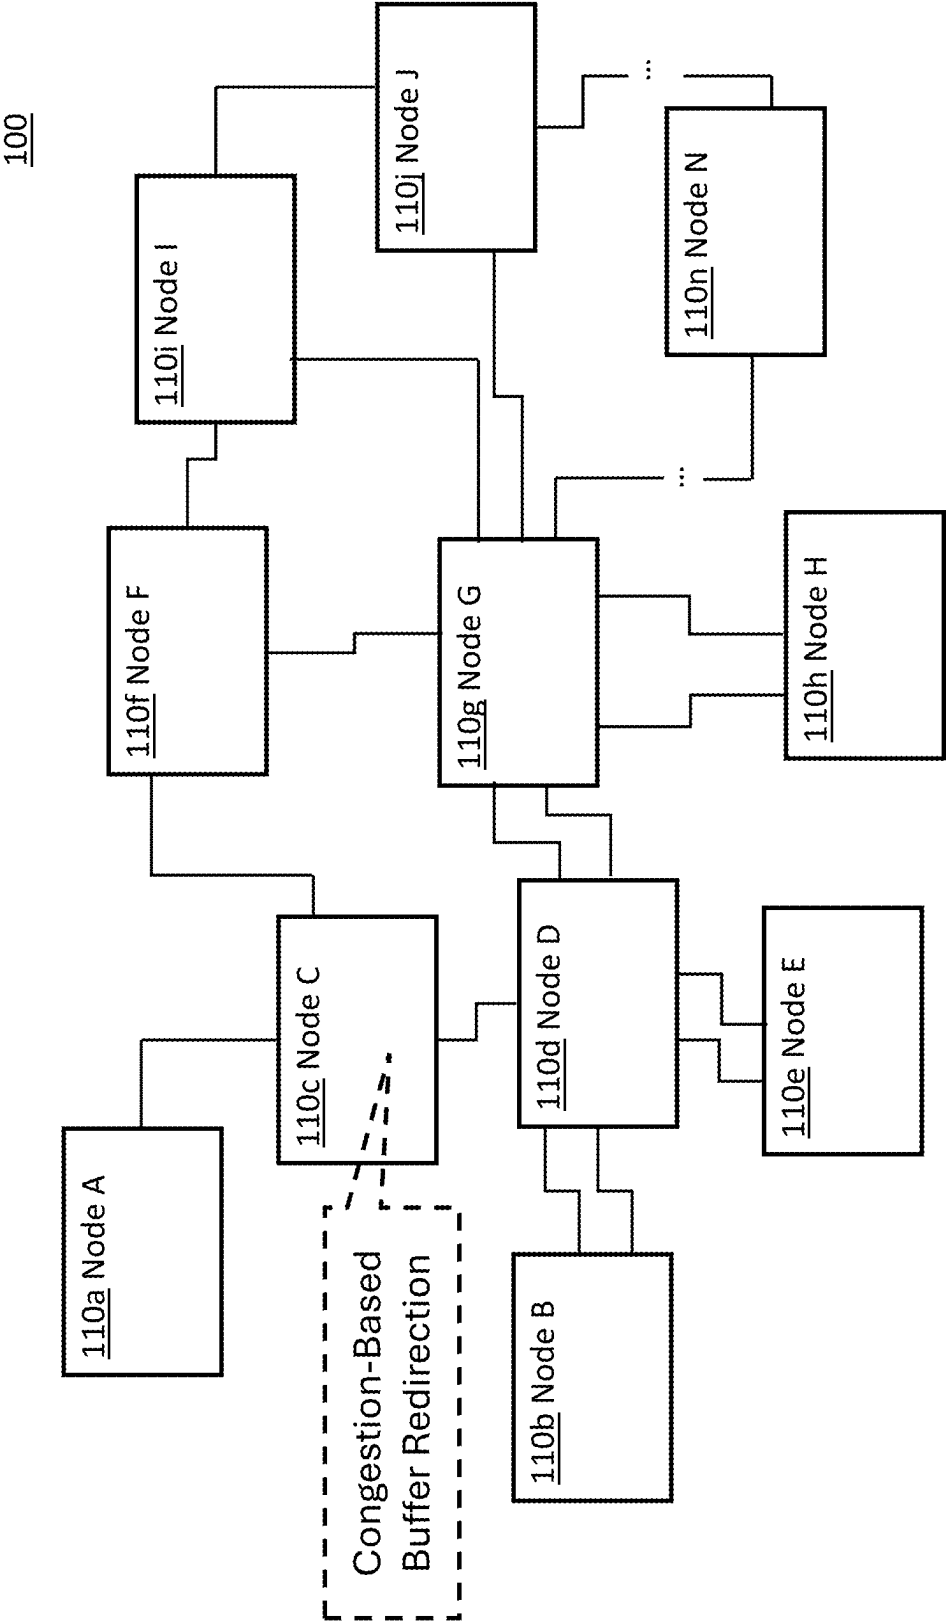 100
110a Node A
110c Node C
110f Node F
110i Node I
110j Node J
Congestion-Based
Buffer Redirection
110b Node B
110d Node D
110g Node G
110n Node N
110e Node E
110h Node H
...
...